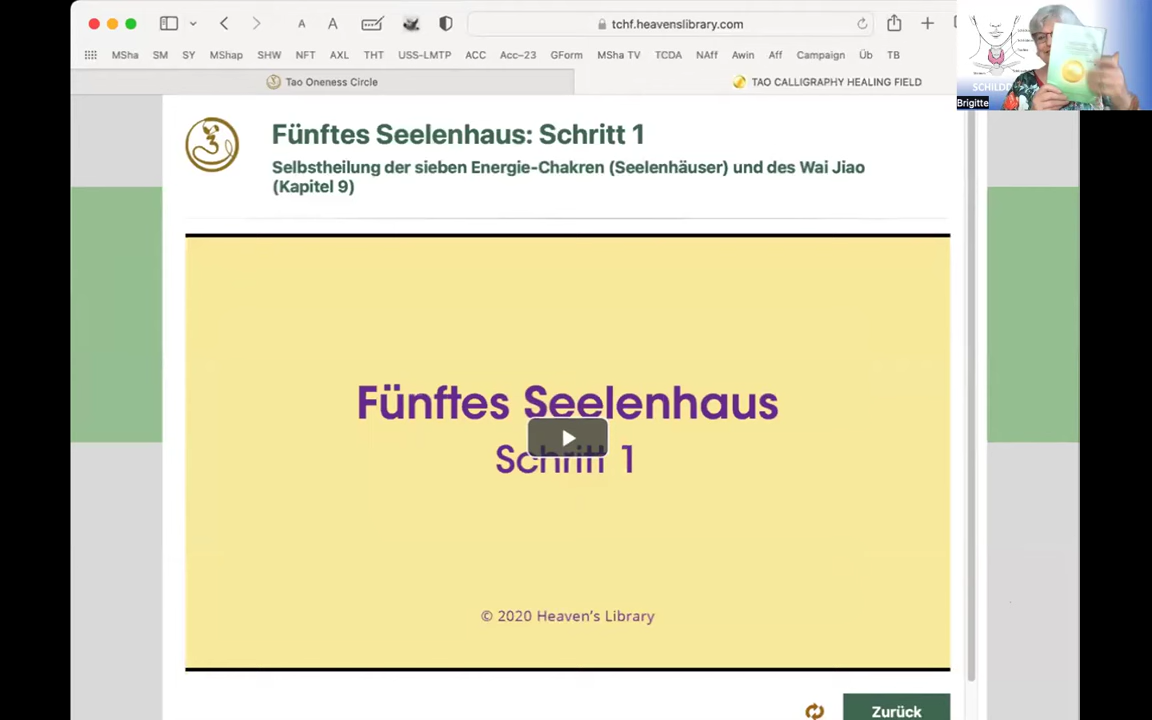 tchf.heavenslibrary.com
MSha SM SY MShap SHW NFT AXL THT USS-LMTP ACC Acc–23 GForm MSha TV TCDA NAff Awin Aff Campaign Üb TB
Tao Oneness Circle
TAO CALLIGRAPHY HEALING FIELD
SCHILDD
Brigitte
Fünftes Seelenhaus: Schritt 1
Selbstheilung der sieben Energie-Chakren (Seelenhäuser) und des Wai Jiao
(Kapitel 9)
Fünftes Seelenhaus
Schritt 1
© 2020 Heaven's Library
Zurück